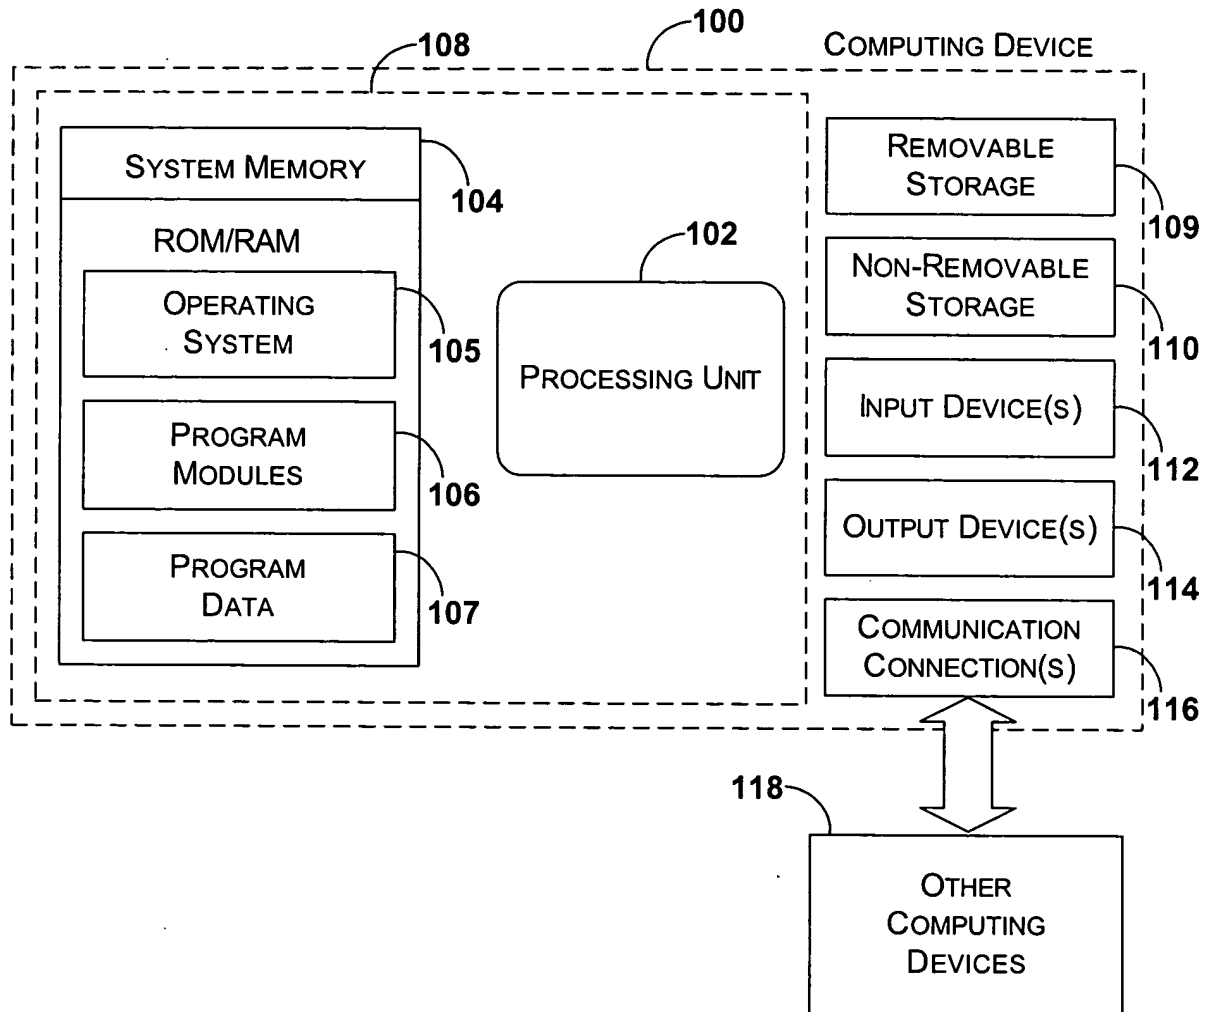 100
COMPUTING DEVICE
108
SYSTEM MEMORY
104
ROM/RAM
OPERATING
SYSTEM
105
PROGRAM
MODULES
106
PROGRAM
DATA
107
102
PROCESSING UNIT
REMOVABLE
STORAGE
109
NON-REMOVABLE
STORAGE
110
INPUT DEVICE(S)
112
OUTPUT DEVICE(S)
114
COMMUNICATION
CONNECTION(S)
116
118
OTHER
COMPUTING
DEVICES